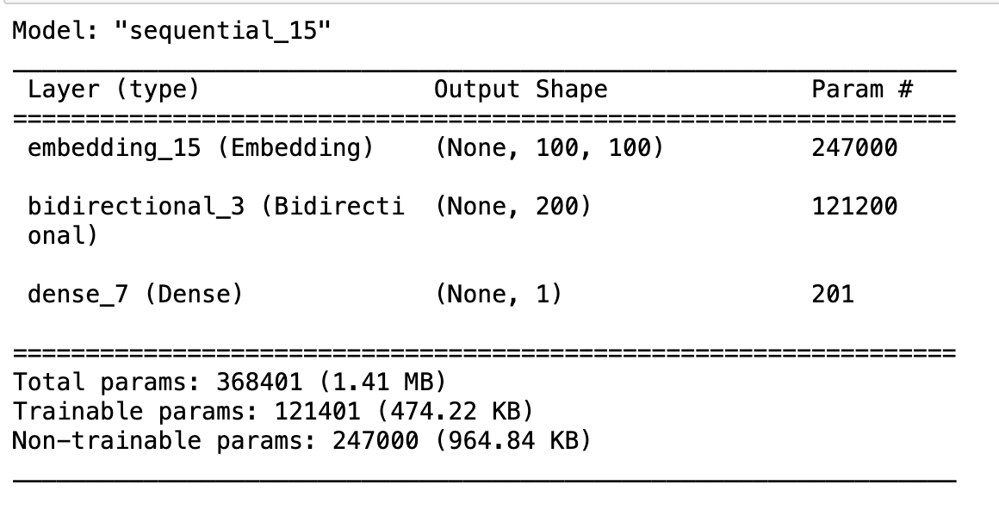 Model: "sequential_15"
Layer (type) Output Shape Param #
embedding_15 (Embedding) (None, 100, 100) 247000
bidirectional_3 (Bidirecti (None, 200) 121200
onal)
dense_7 (Dense) (None, 1) 201
Total params: 368401 (1.41 MB)
Trainable params: 121401 (474.22 KB)
Non-trainable params: 247000 (964.84 KB)